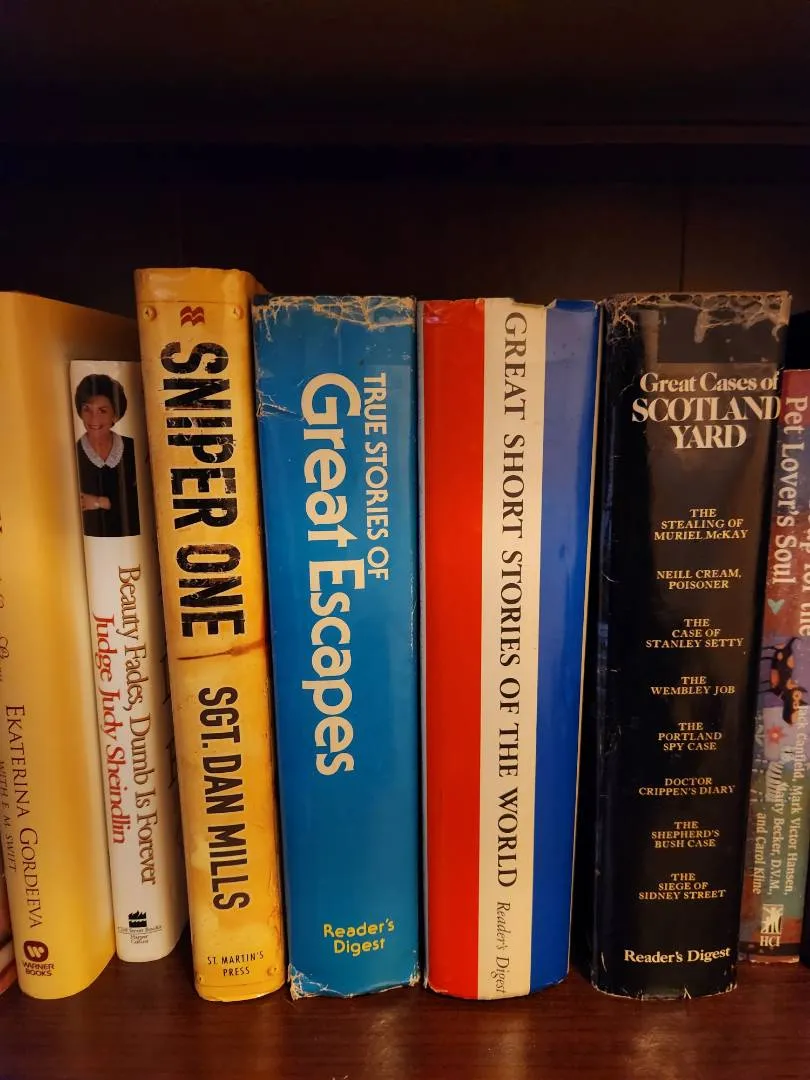 EKATERINA GORDEEVA
WITH E.M. SWIFT
WARNER
BOOKS
Beauty Fades, Dumb Is Forever
Judge Judy Sheindlin
SNIPER ONE
SGT. DAN MILLS
ST. MARTIN'S
PRESS
TRUE STORIES OF
Great Escapes
Reader's
Digest
GREAT SHORT STORIES OF THE WORLD
Reader's Digest
Great Cases of
SCOTLAND
YARD
THE
STEALING OF
MURIEL McKAY
NEILL CREAM,
POISONER
THE
CASE OF
STANLEY SETTY
THE
WEMBLEY JOB
THE
PORTLAND
SPY CASE
DOCTOR
CRIPPEN'S DIARY
THE
SHEPHERD'S
BUSH CASE
THE
SIEGE OF
SIDNEY STREET
Reader's Digest
Pet Lover's Soul
Mark Victor Hansen,
Marty Becker, D.V.M.,
and Carol Kline
HCI